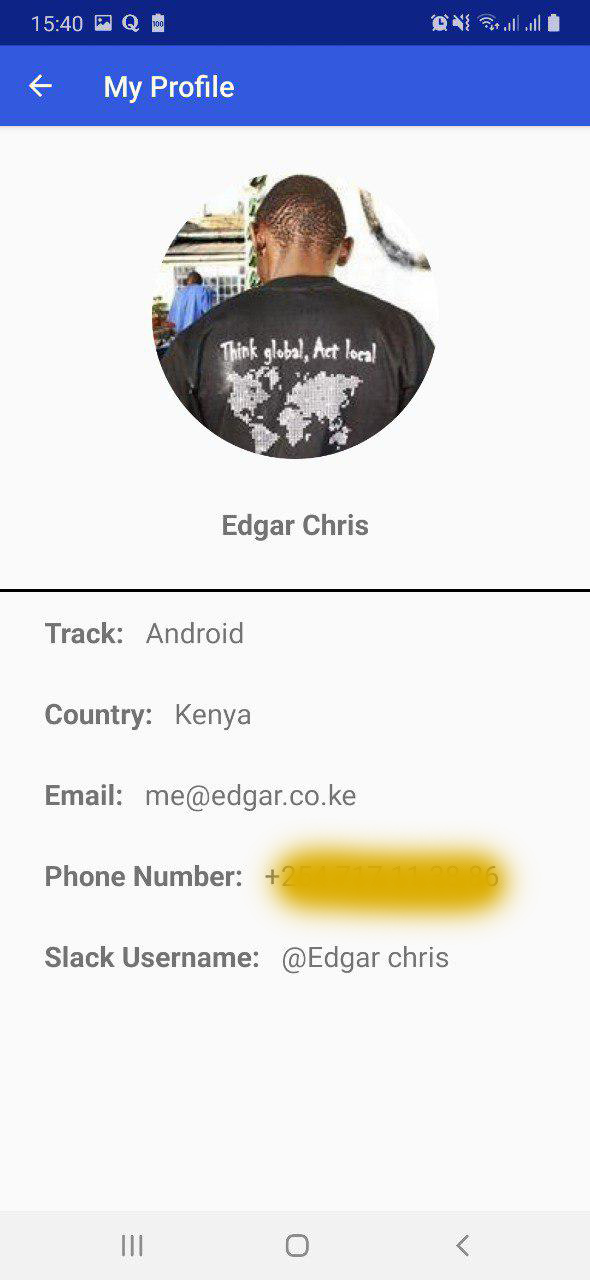 15:40
My Profile
Think global, Act local
Edgar Chris
Track: Android
Country: Kenya
Email: me@edgar.co.ke
Phone Number:
Slack Username: @Edgar chris